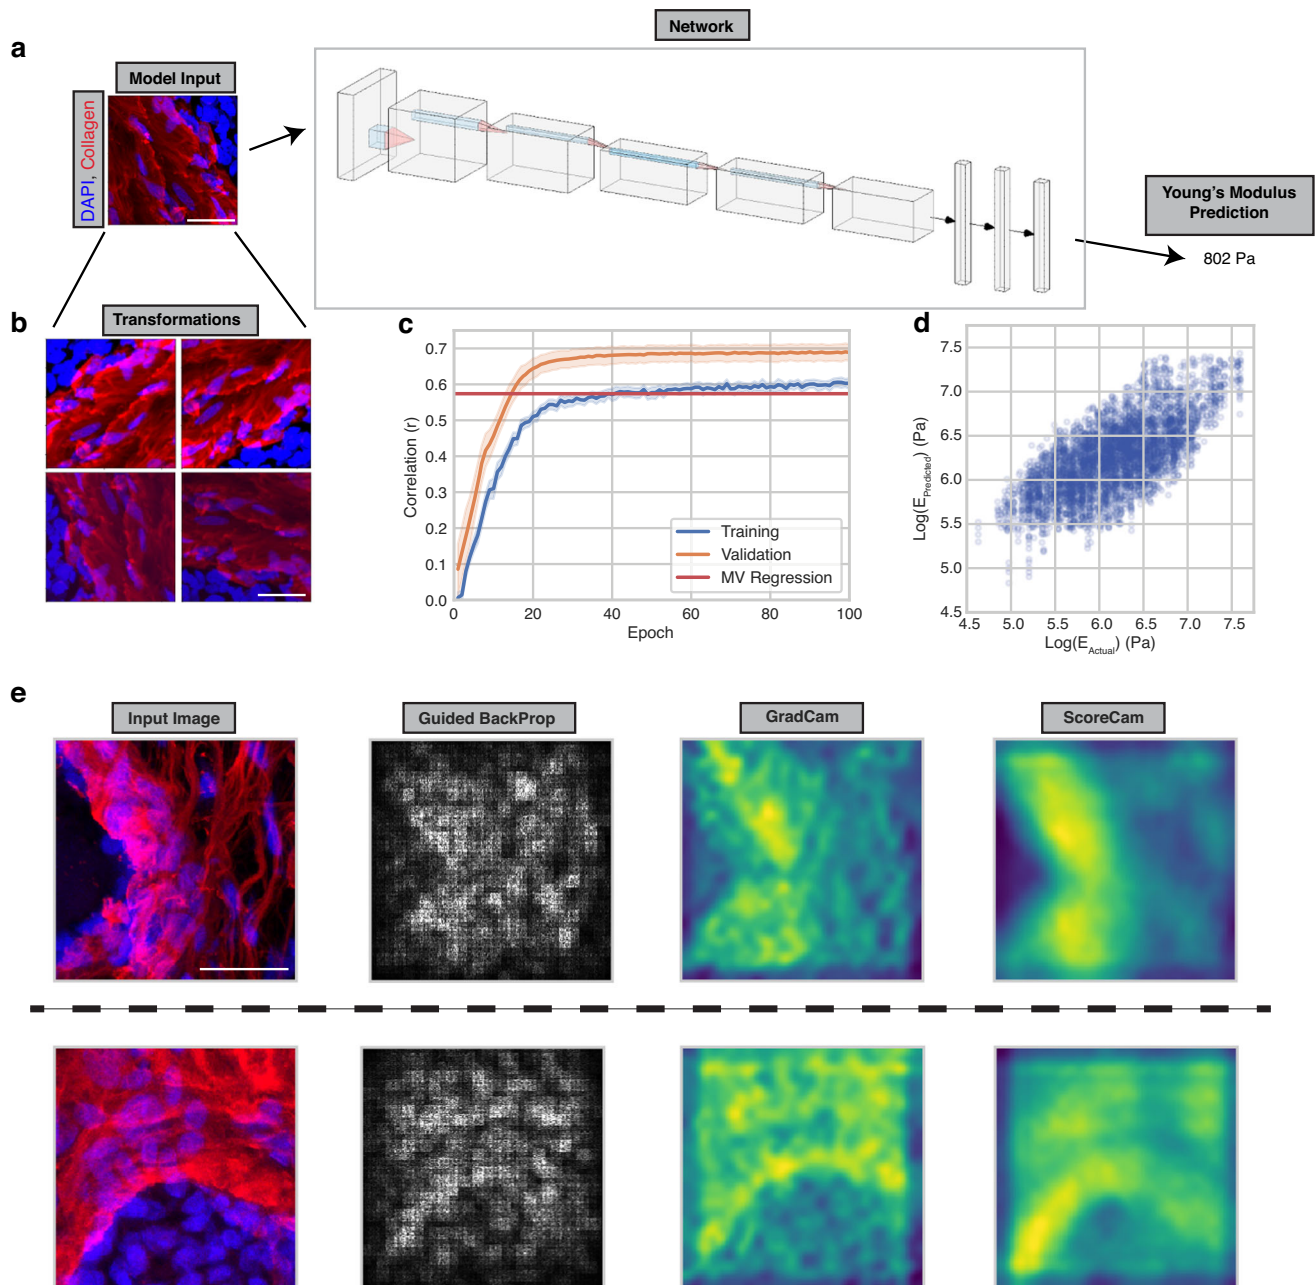 a
Network
Model Input
DAPI, Collagen
Young's Modulus
Prediction
802 Pa
b
Transformations
c
0.7
0.6
0.5
0.4
0.3
0.2
0.1
0.0
Correlation (r)
Training
Validation
MV Regression
0 20 40 60 80 100
Epoch
d
7.5
7.0
6.5
6.0
5.5
5.0
4.5
Log(E_Predicted) (Pa)
4.5 5.0 5.5 6.0 6.5 7.0 7.5
Log(E_Actual) (Pa)
e
Input Image
Guided BackProp
GradCam
ScoreCam